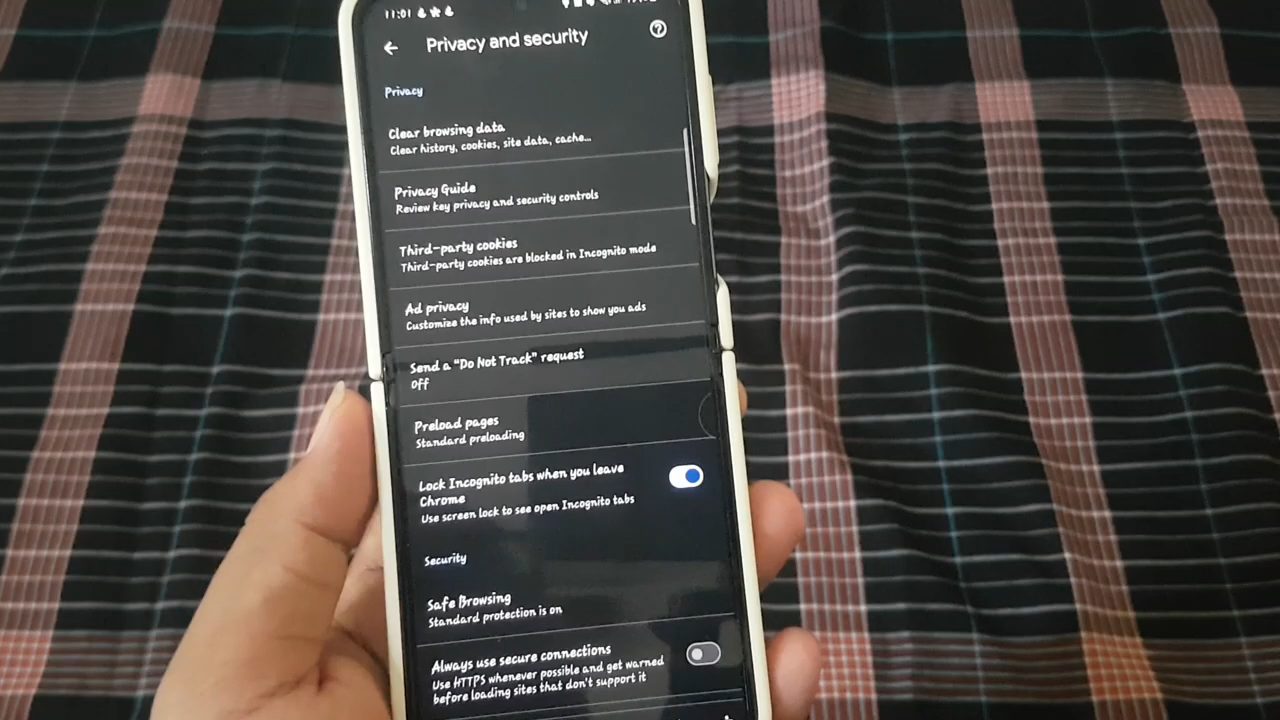 11:01
Privacy and security
Privacy
Clear browsing data
Clear history, cookies, site data, cache...
Privacy Guide
Review key privacy and security controls
Third-party cookies
Third-party cookies are blocked in Incognito mode
Ad privacy
Customize the info used by sites to show you ads
Send a "Do Not Track" request
Off
Preload pages
Standard preloading
Lock Incognito tabs when you leave
Chrome
Use screen lock to see open Incognito tabs
Security
Safe Browsing
Standard protection is on
Always use secure connections
Use HTTPS whenever possible and get warned
before loading sites that don't support it